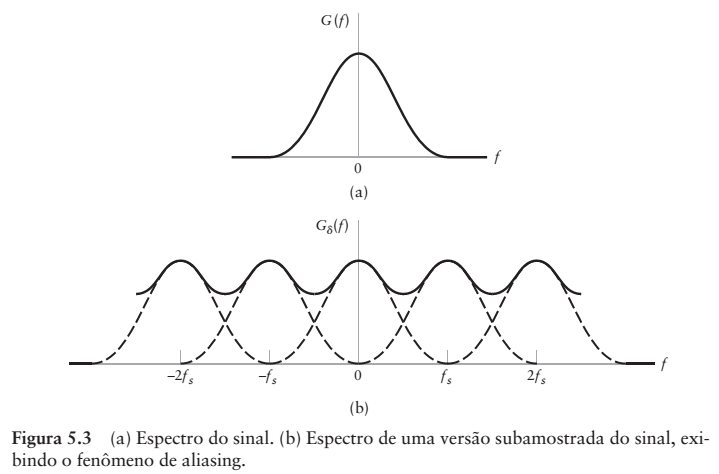 G(f)
f
0
(a)
G_δ(f)
f
−2f_s
−f_s
0
f_s
2f_s
(b)
Figura 5.3 (a) Espectro do sinal. (b) Espectro de uma versão subamostrada do sinal, exi-
bindo o fenômeno de aliasing.